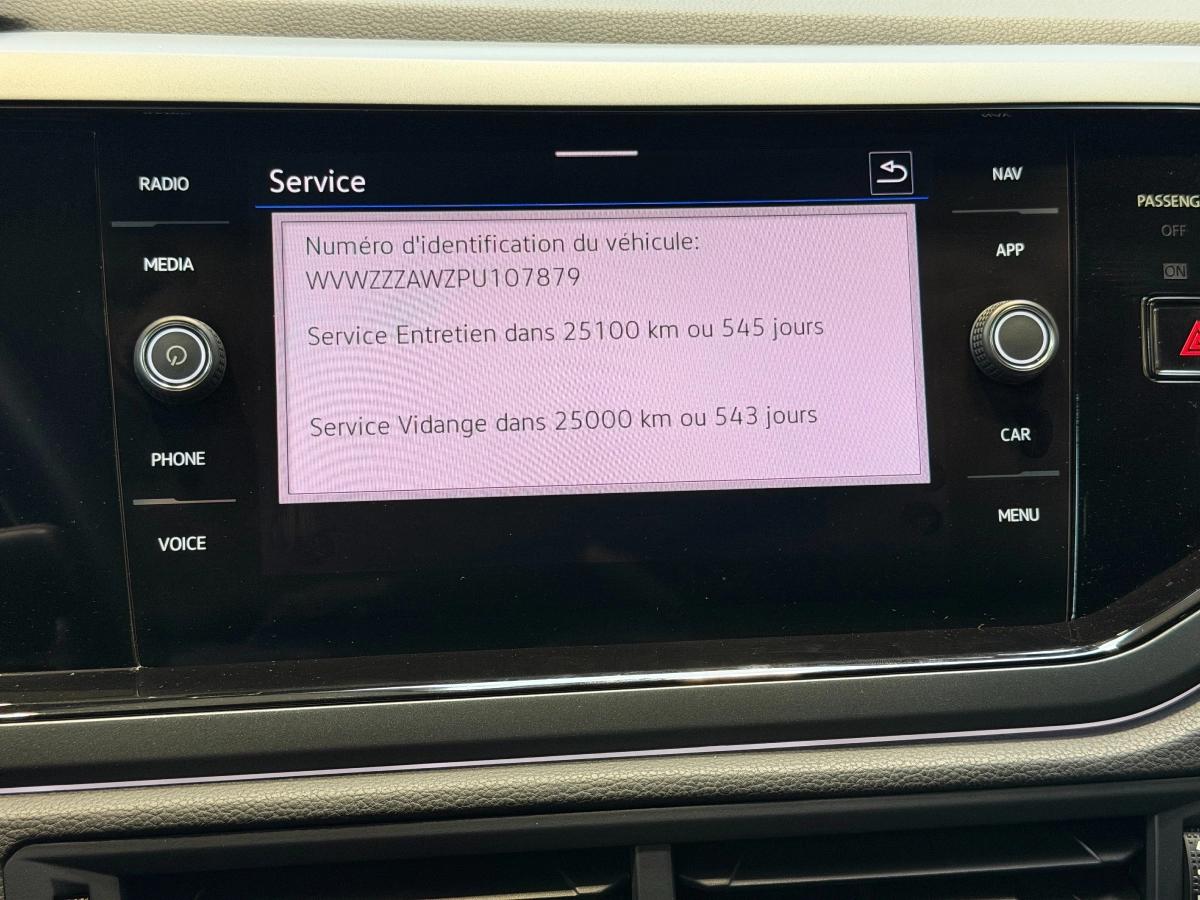 RADIO
MEDIA
PHONE
VOICE
Service
Numéro d'identification du véhicule:
WVWZZZAWZPU107879
Service Entretien dans 25100 km ou 545 jours
Service Vidange dans 25000 km ou 543 jours
NAV
APP
CAR
MENU
PASSENG
OFF
ON